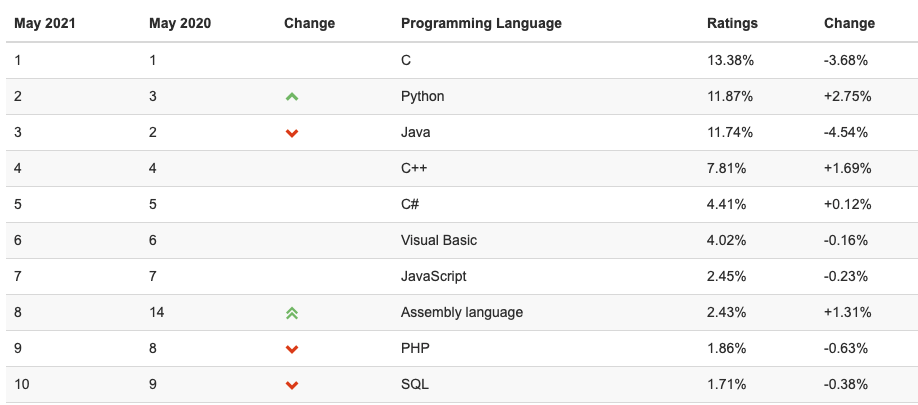 May 2021 May 2020 Change Programming Language Ratings Change
1 1 C 13.38% -3.68%
2 3 Python 11.87% +2.75%
3 2 Java 11.74% -4.54%
4 4 C++ 7.81% +1.69%
5 5 C# 4.41% +0.12%
6 6 Visual Basic 4.02% -0.16%
7 7 JavaScript 2.45% -0.23%
8 14 Assembly language 2.43% +1.31%
9 8 PHP 1.86% -0.63%
10 9 SQL 1.71% -0.38%